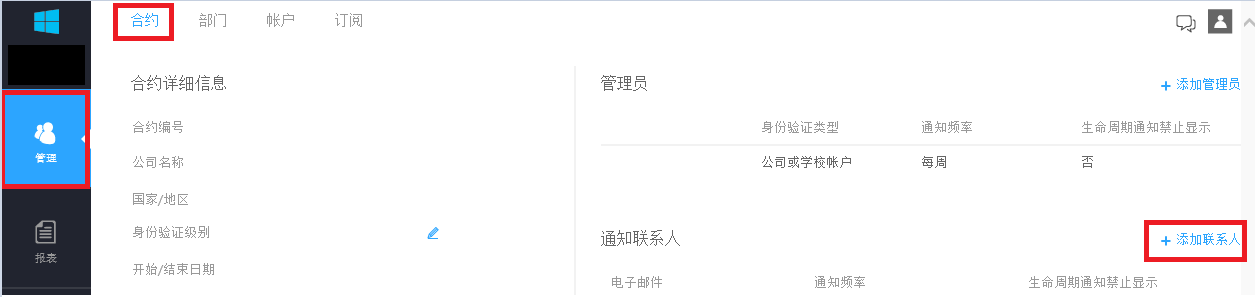 合约 部门 帐户 订阅
管理
报表
合约详细信息
合约编号
公司名称
国家/地区
身份验证级别
开始/结束日期
管理员 + 添加管理员
身份验证类型 通知频率 生命周期通知禁止显示
公司或学校帐户 每周 否
通知联系人 + 添加联系人
电子邮件 通知频率 生命周期通知禁止显示